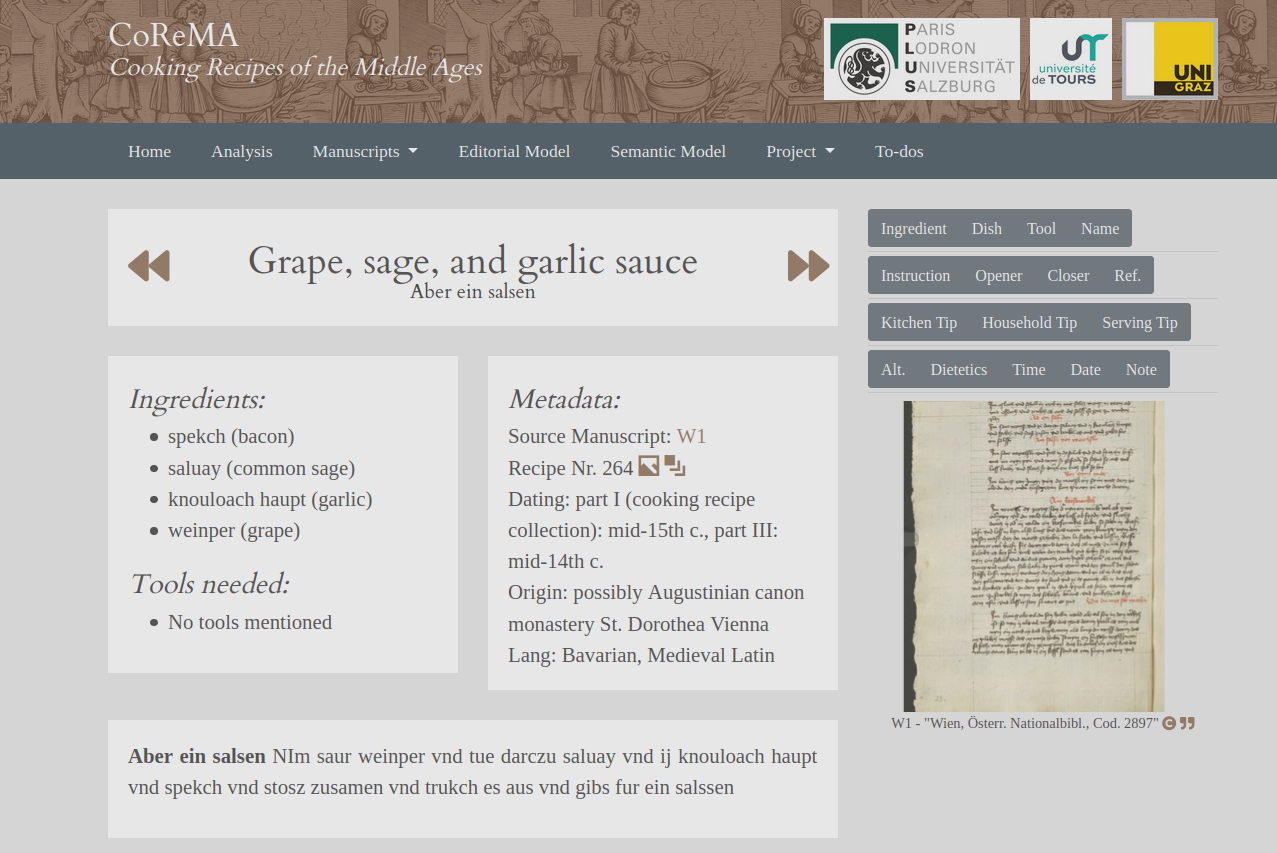 CoReMA
Cooking Recipes of the Middle Ages
PARIS
LODRON
UNIVERSITÄT
SALZBURG
université
de TOURS
UNI
GRAZ
Home Analysis Manuscripts Editorial Model Semantic Model Project To-dos
Grape, sage, and garlic sauce
Aber ein salsen
Ingredients:
spekch (bacon)
saluay (common sage)
knouloach haupt (garlic)
weinper (grape)
Tools needed:
No tools mentioned
Metadata:
Source Manuscript: W1
Recipe Nr. 264
Dating: part I (cooking recipe
collection): mid-15th c., part III:
mid-14th c.
Origin: possibly Augustinian canon
monastery St. Dorothea Vienna
Lang: Bavarian, Medieval Latin
Aber ein salsen NIm saur weinper vnd tue darczu saluay vnd ij knouloach haupt
vnd spekch vnd stosz zusamen vnd trukch es aus vnd gibs fur ein salssen
Ingredient Dish Tool Name
Instruction Opener Closer Ref.
Kitchen Tip Household Tip Serving Tip
Alt. Dietetics Time Date Note
W1 - "Wien, Österr. Nationalbibl., Cod. 2897"